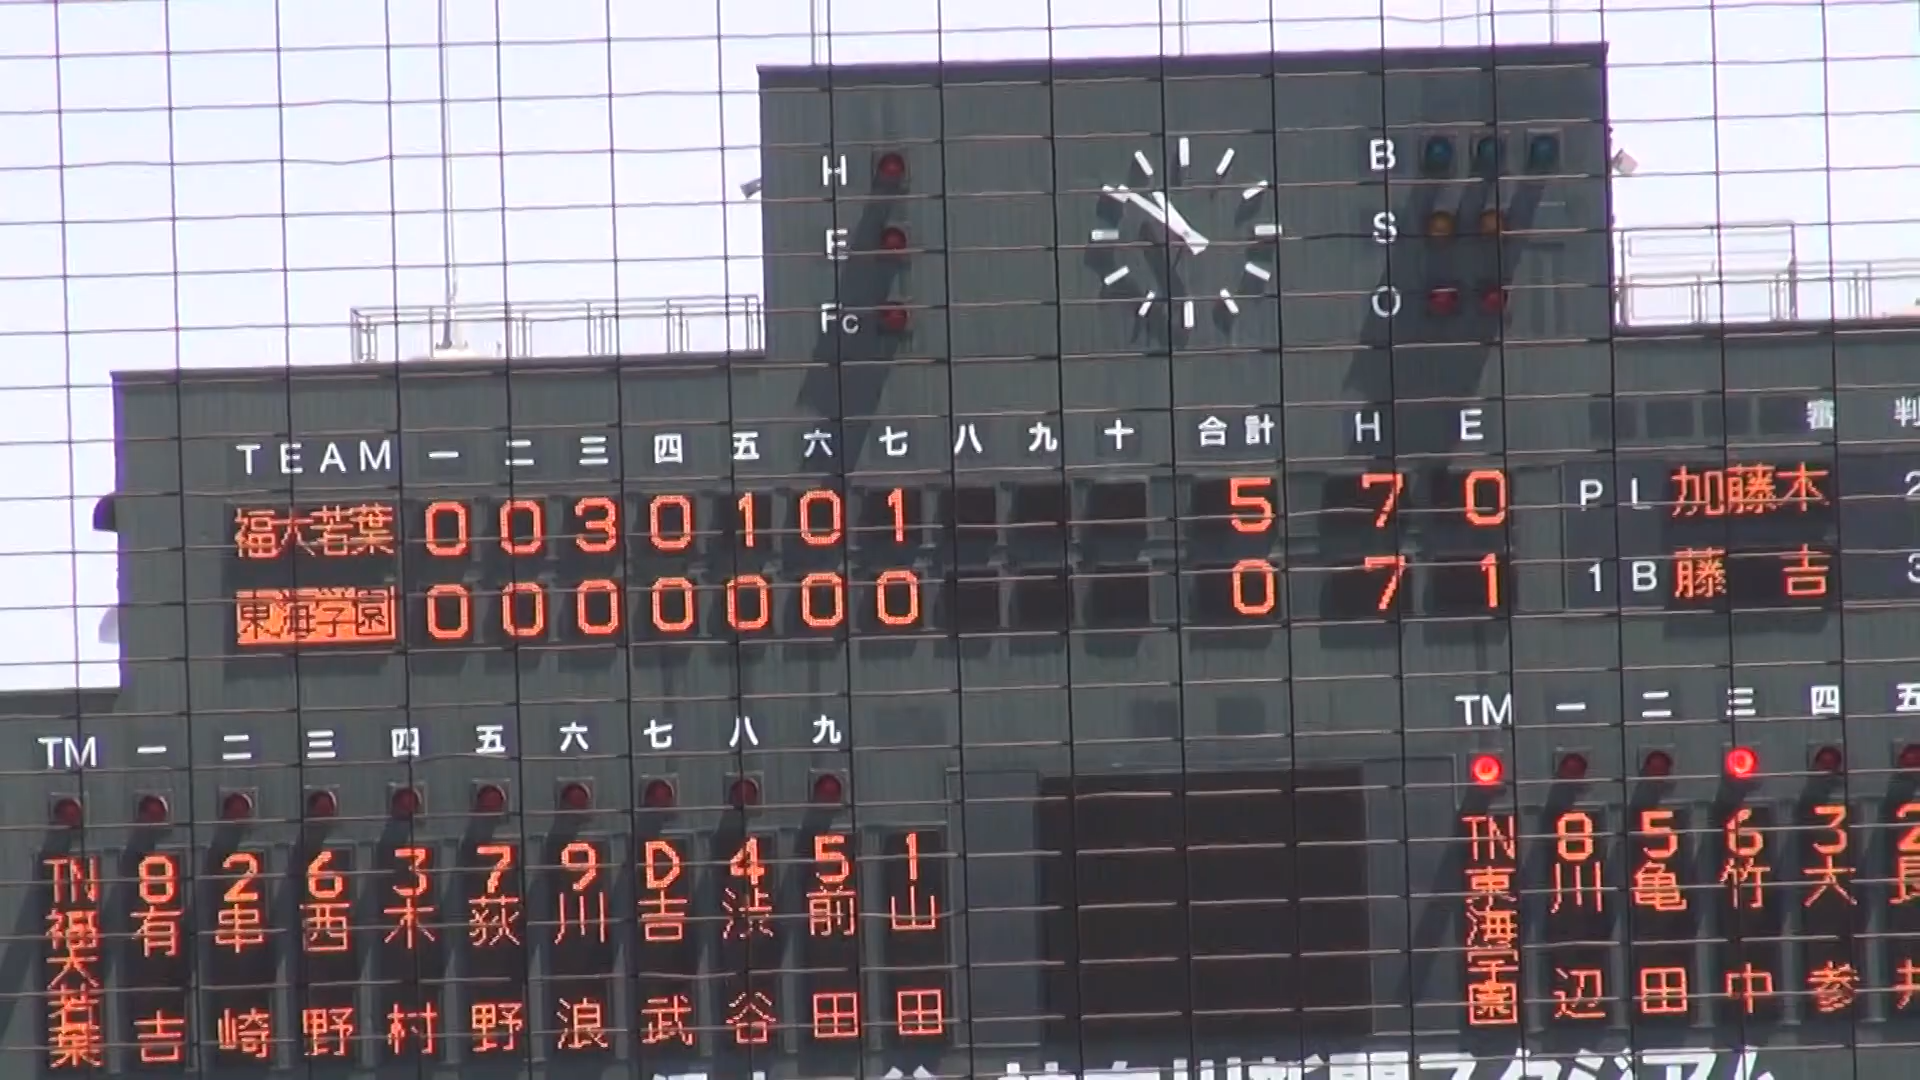 H B
E S
Fc O
TEAM 一 二 三 四 五 六 七 八 九 十 合計 H E 審 判
福大若葉 0 0 3 0 1 0 1 5 7 0 PL 加藤本 2
東海学園 0 0 0 0 0 0 0 0 7 1 1B 藤吉 3
TM 一 二 三 四 五 六 七 八 九 TM 一 二 三 四 五
TN 8 2 6 3 7 9 D 4 5 1 TN 8 5 6 3 2
福大若葉 有吉 串崎 西野 木村 荻野 川浪 吉武 渋谷 前田 山田 東海学園 川辺 亀田 竹中 大参